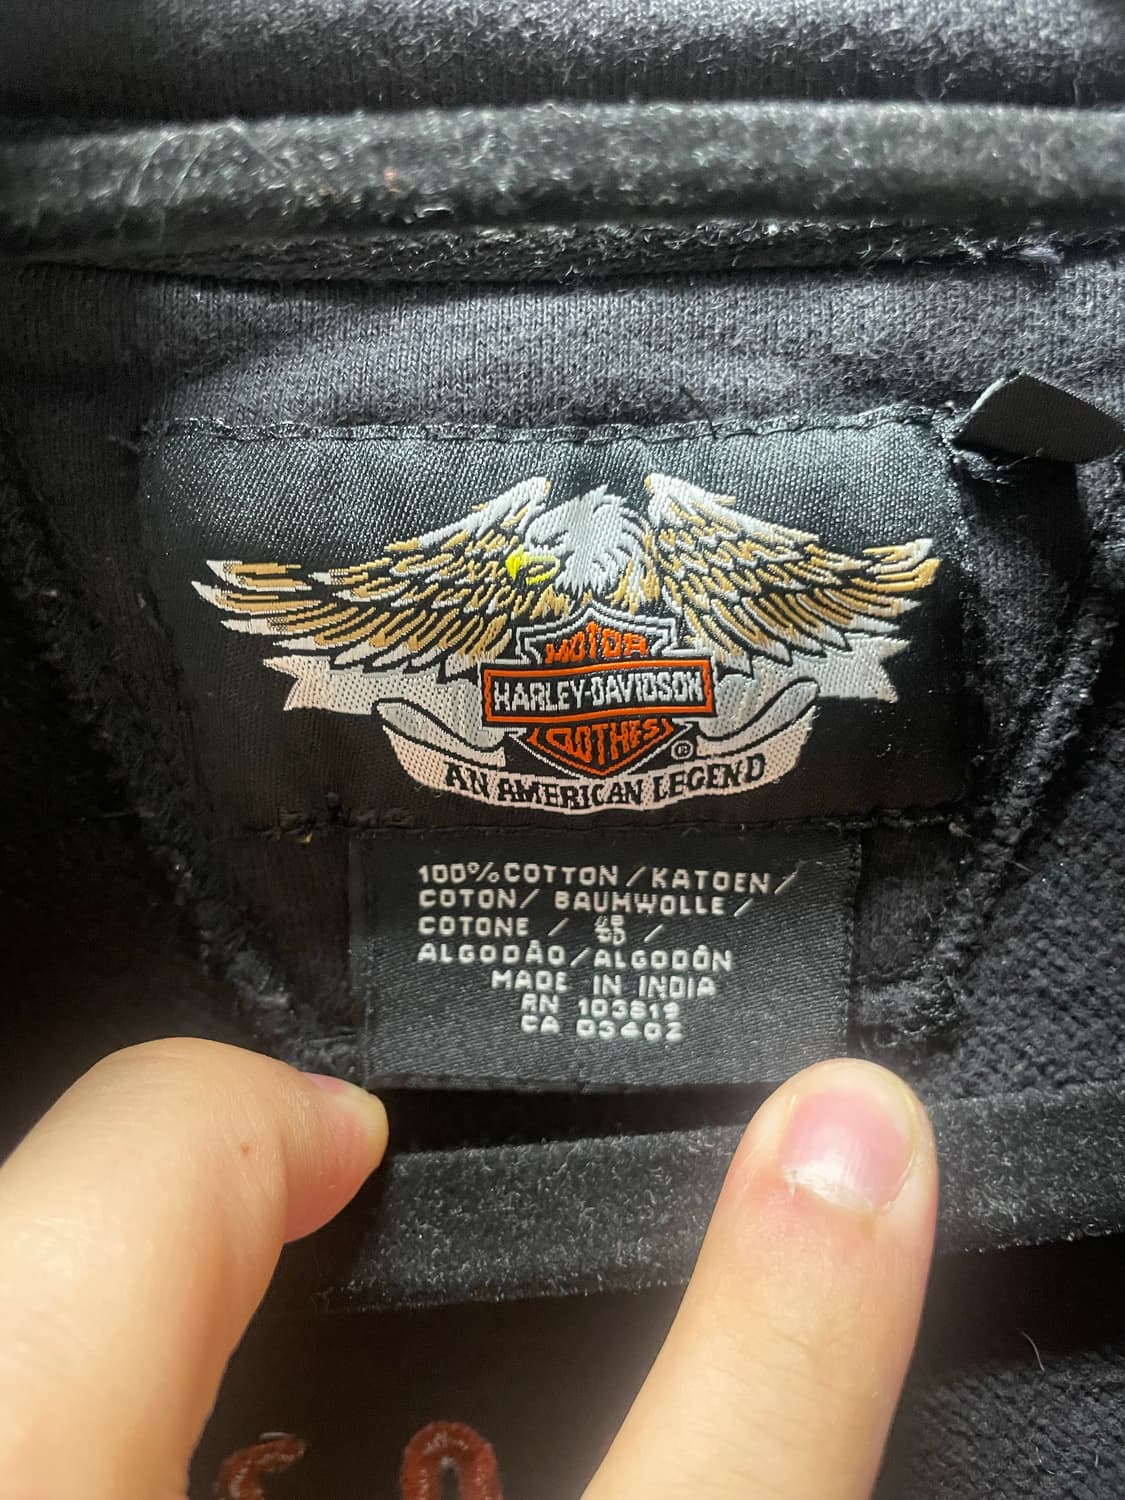 MOTOR
HARLEY-DAVIDSON
CLOTHES
®
AN AMERICAN LEGEND
100% COTTON / KATOEN /
COTON / BAUMWOLLE /
COTONE / /
ALGODÃO / ALGODÓN
MADE IN INDIA
RN 103819
CA 03402